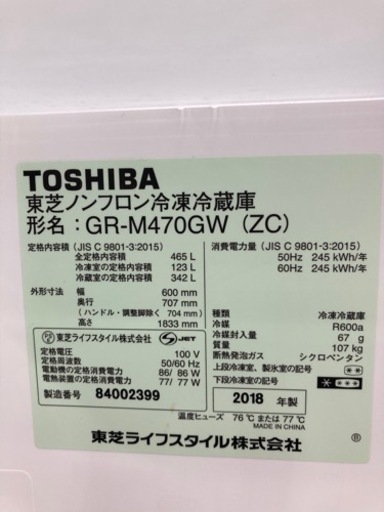 TOSHIBA
東芝ノンフロン冷凍冷蔵庫
形名：GR-M470GW（ZC）
定格内容積（JIS C 9801-3:2015）
全定格内容積 465 L
冷凍室の定格内容積 123 L
冷蔵室の定格内容積 342 L
外形寸法 幅 600 mm
奥行 707 mm
（ハンドル・調整脚除く 704 mm）
高さ 1833 mm
消費電力量（JIS C 9801-3:2015）
50Hz 245 kWh/年
60Hz 245 kWh/年
種類 冷凍冷蔵庫
冷媒 R600a
冷媒封入量 67 g
質量 107 kg
断熱発泡ガス シクロペンタン
上段冷凍室、製氷室の記号
下段冷凍室の記号
東芝ライフスタイル株式会社
JET
定格電圧 100 V
定格周波数 50/60 Hz
電動機の定格消費電力 86/ 86 W
電熱装置の定格消費電力 77/ 77 W
製造番号 84002399
2018 年製
温度ヒューズ 76 ℃ または 77 ℃
MADE IN CHINA
東芝ライフスタイル株式会社
®